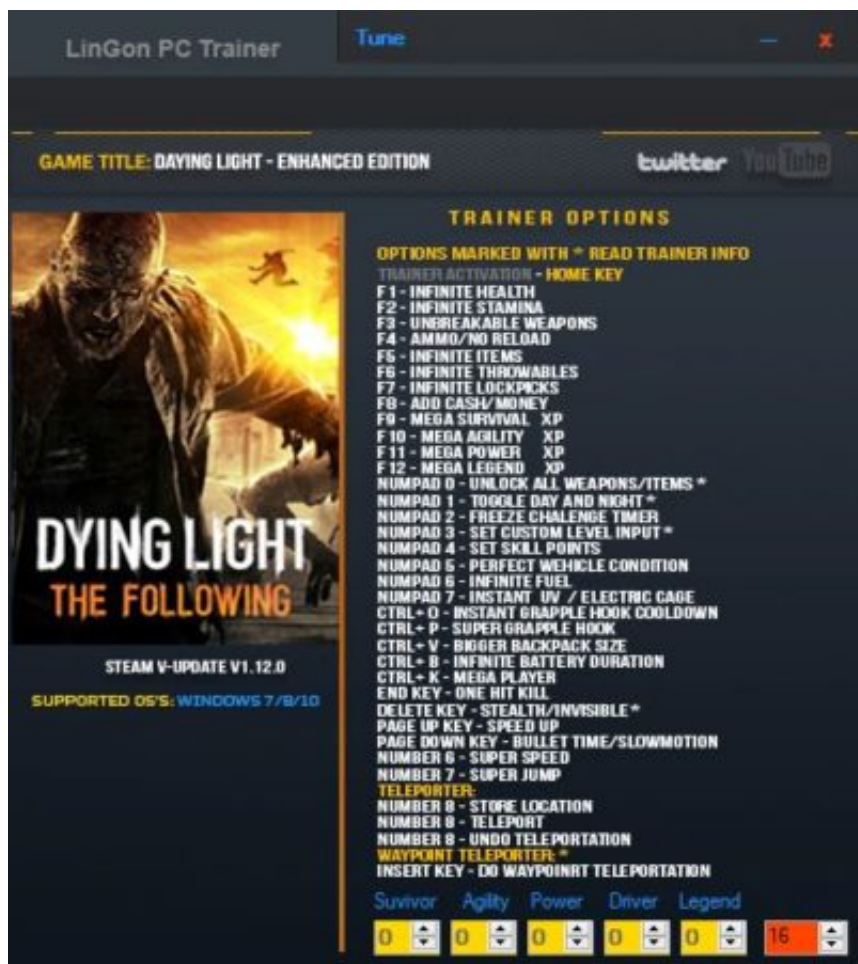 LinGon PC Trainer
Tune
GAME TITLE: DAYING LIGHT - ENHANCED EDITION
twitter YouTube
TRAINER OPTIONS
OPTIONS MARKED WITH * READ TRAINER INFO
TRAINER ACTIVATION - HOME KEY
F1 - INFINITE HEALTH
F2 - INFINITE STAMINA
F3 - UNBREAKABLE WEAPONS
F4 - AMMO/NO RELOAD
F5 - INFINITE ITEMS
F6 - INFINITE THROWABLES
F7 - INFINITE LOCKPICKS
F8 - ADD CASH/MONEY
F9 - MEGA SURVIVAL XP
F10 - MEGA AGILITY XP
F11 - MEGA POWER XP
F12 - MEGA LEGEND XP
NUMPAD 0 - UNLOCK ALL WEAPONS/ITEMS *
NUMPAD 1 - TOGGLE DAY AND NIGHT *
NUMPAD 2 - FREEZE CHALENGE TIMER
NUMPAD 3 - SET CUSTOM LEVEL INPUT *
NUMPAD 4 - SET SKILL POINTS
NUMPAD 5 - PERFECT WEHICLE CONDITION
NUMPAD 6 - INFINITE FUEL
NUMPAD 7 - INSTANT UV / ELECTRIC CAGE
CTRL+ O - INSTANT GRAPPLE HOOK COOLDOWN
CTRL+ P - SUPER GRAPPLE HOOK
CTRL+ V - BIGGER BACKPACK SIZE
CTRL+ B - INFINITE BATTERY DURATION
CTRL+ K - MEGA PLAYER
END KEY - ONE HIT KILL
DELETE KEY - STEALTH/INVISIBLE *
PAGE UP KEY - SPEED UP
PAGE DOWN KEY - BULLET TIME/SLOWMOTION
NUMBER 6 - SUPER SPEED
NUMBER 7 - SUPER JUMP
TELEPORTER:
NUMBER 8 - STORE LOCATION
NUMBER 8 - TELEPORT
NUMBER 8 - UNDO TELEPORTATION
WAYPOINT TELEPORTER: *
INSERT KEY - DO WAYPOINRT TELEPORTATION
DYING LIGHT
THE FOLLOWING
STEAM V-UPDATE V1.12.0
SUPPORTED OS'S: WINDOWS 7/8/10
Suvivor Agility Power Driver Legend
0 0 0 0 0 16